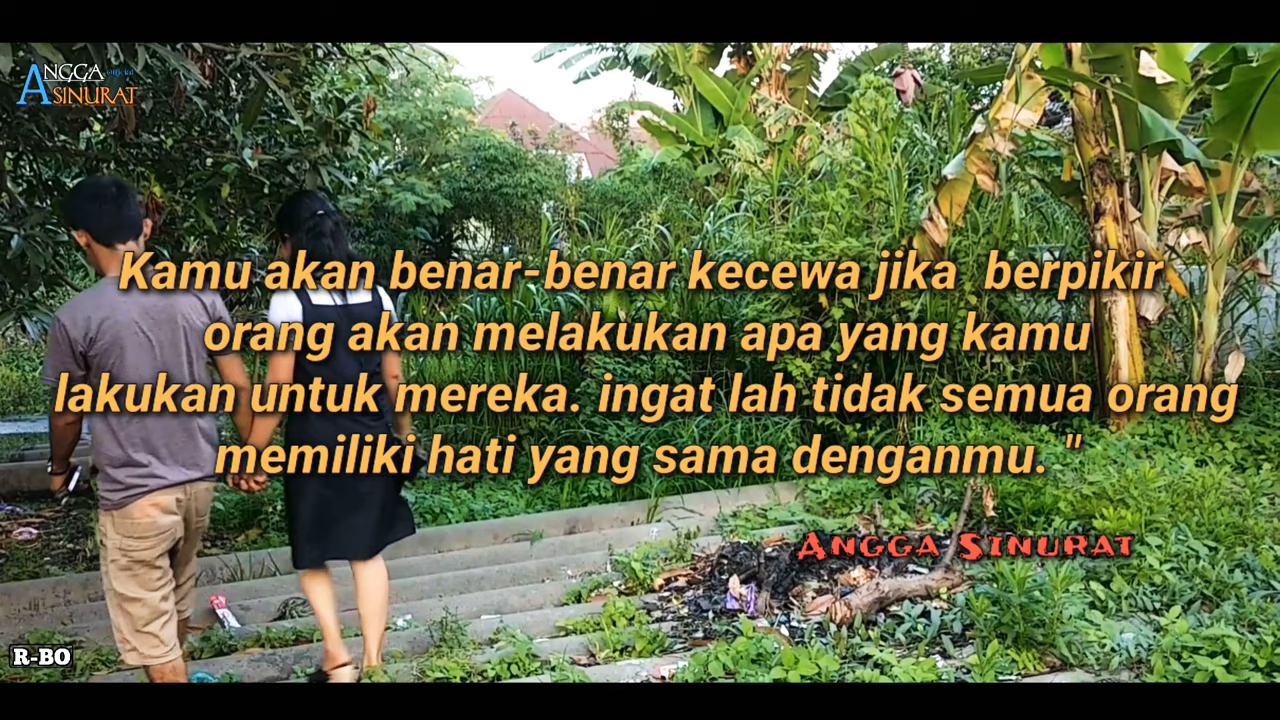 ANGGA Official
ASINURAT
Kamu akan benar-benar kecewa jika  berpikir
orang akan melakukan apa yang kamu
lakukan untuk mereka. ingat lah tidak semua orang
memiliki hati yang sama denganmu. "
ANGGA SINURAT
R-BO